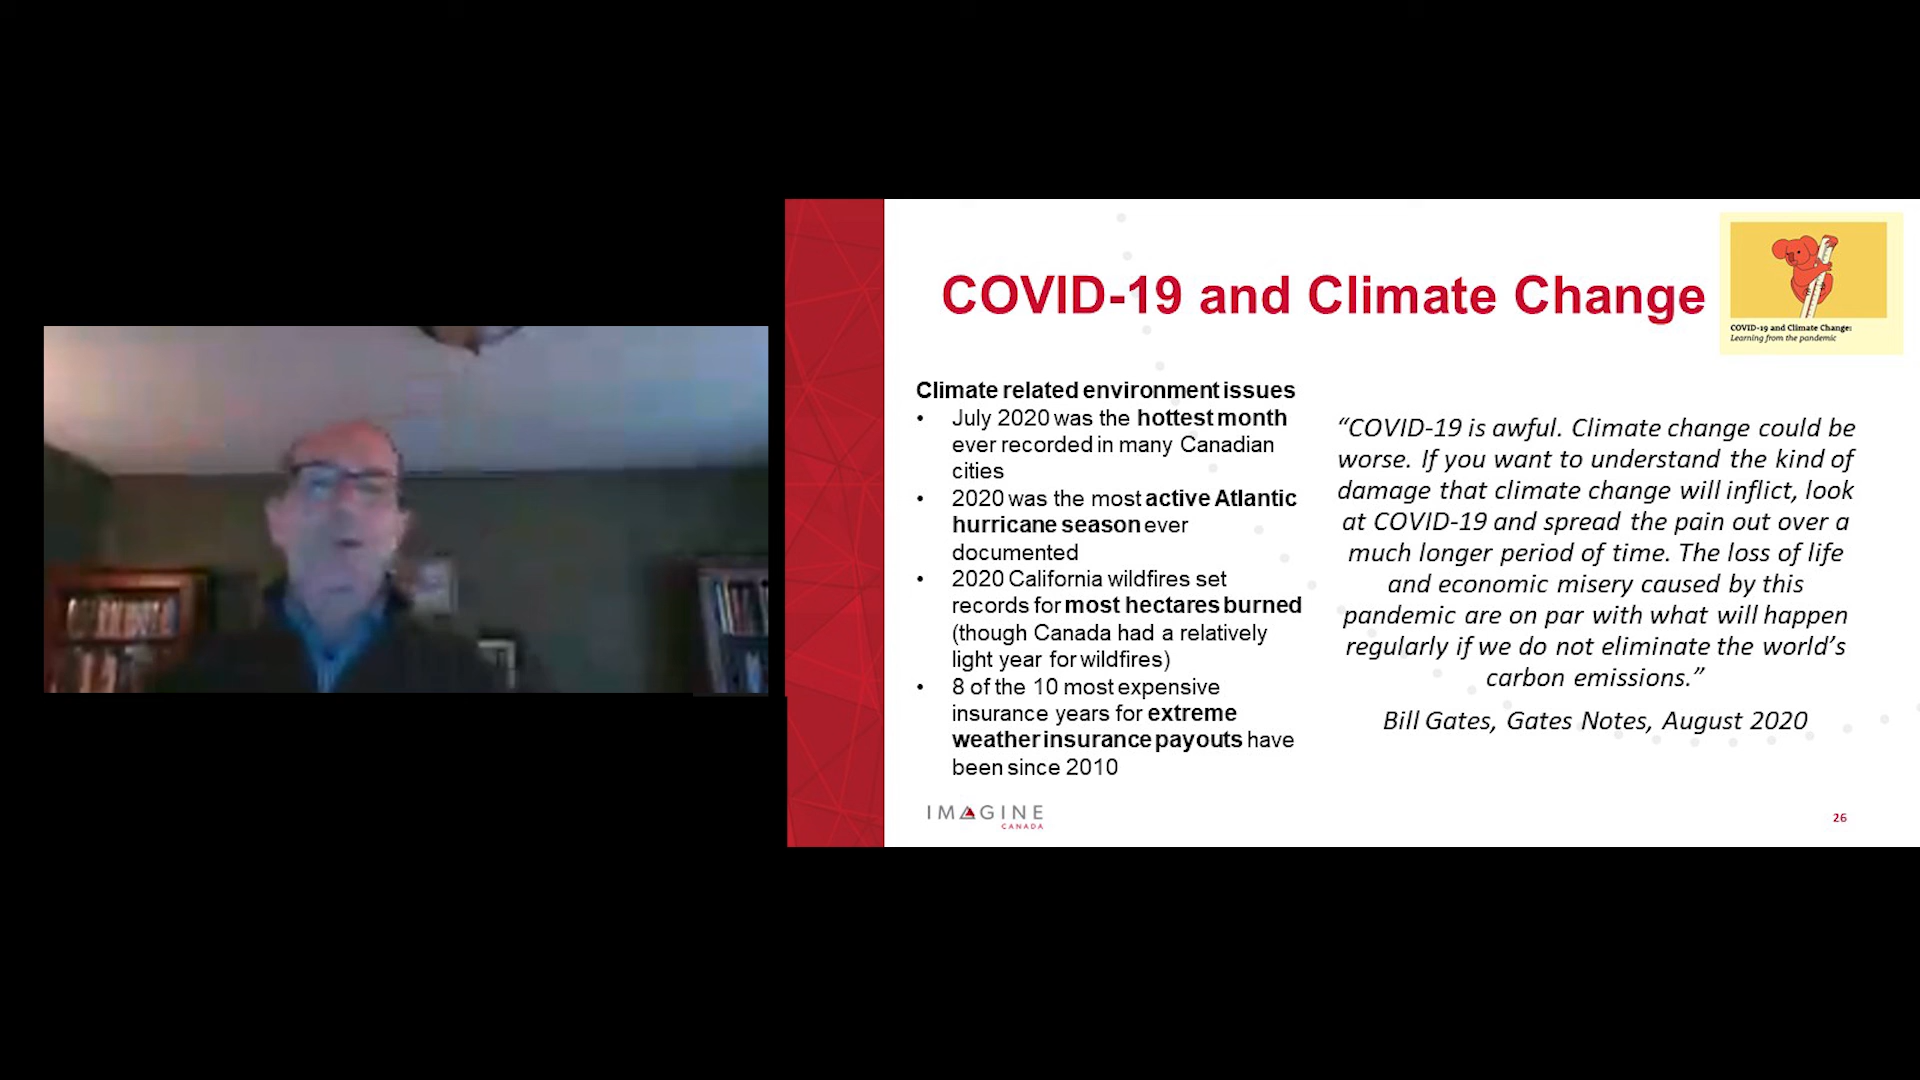 COVID-19 and Climate Change
COVID-19 and Climate Change:
Learning from the pandemic
Climate related environment issues
• July 2020 was the hottest month
ever recorded in many Canadian
cities
• 2020 was the most active Atlantic
hurricane season ever
documented
• 2020 California wildfires set
records for most hectares burned
(though Canada had a relatively
light year for wildfires)
• 8 of the 10 most expensive
insurance years for extreme
weather insurance payouts have
been since 2010
“COVID-19 is awful. Climate change could be
worse. If you want to understand the kind of
damage that climate change will inflict, look
at COVID-19 and spread the pain out over a
much longer period of time. The loss of life
and economic misery caused by this
pandemic are on par with what will happen
regularly if we do not eliminate the world’s
carbon emissions.”
Bill Gates, Gates Notes, August 2020
IMAGINE
CANADA
26